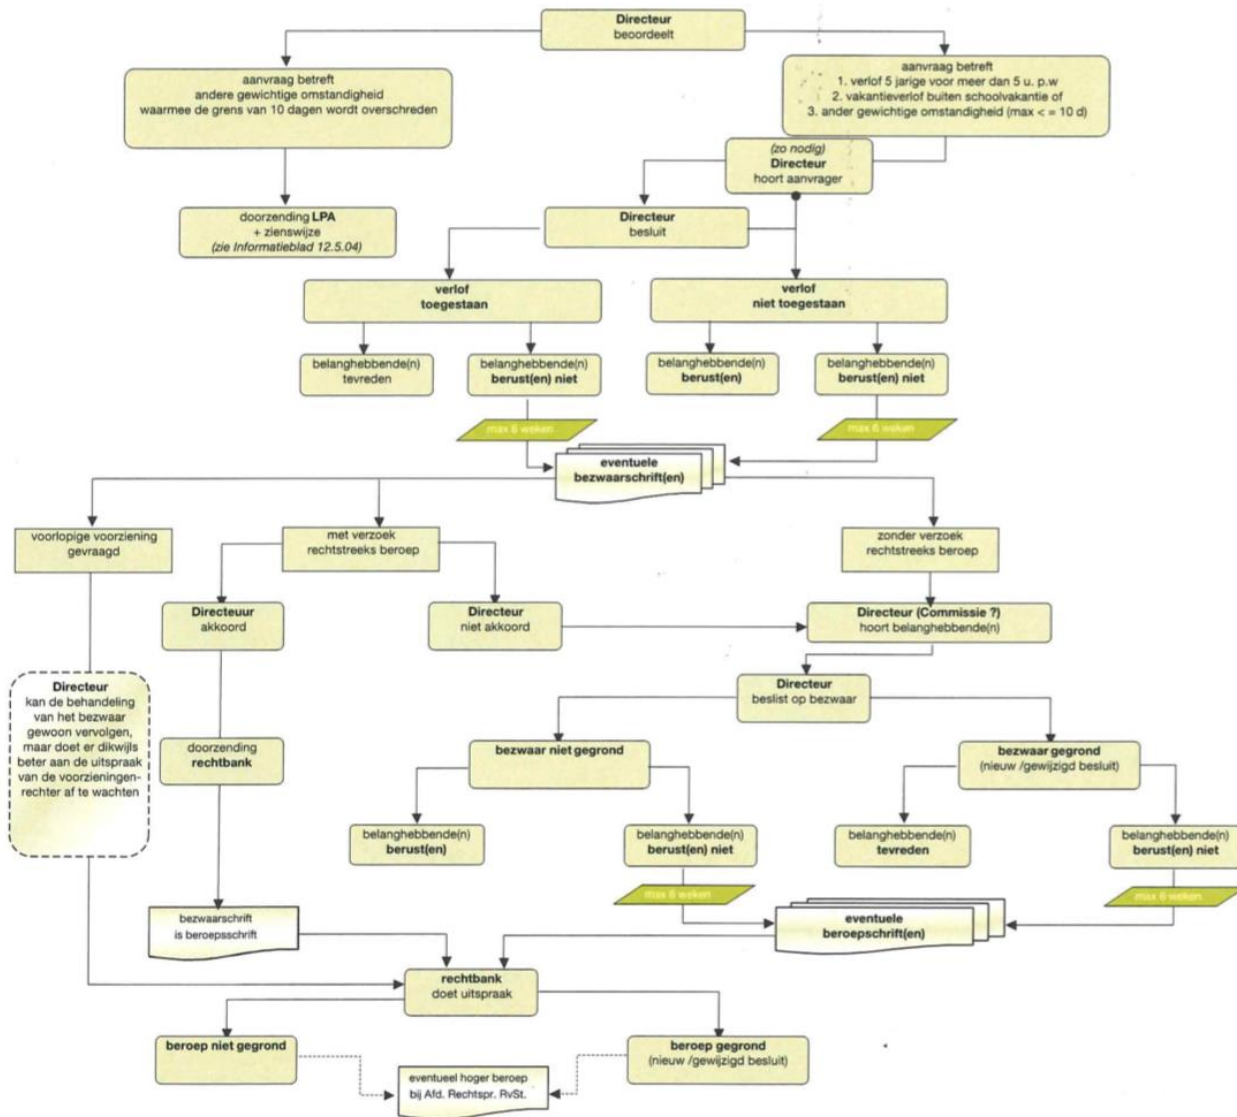 Directeur
beoordeelt
aanvraag betreft
andere gewichtige omstandigheid
waarmee de grens van 10 dagen wordt overschreden
aanvraag betreft
1. verlof 5 jarige voor meer dan 5 u. p.w
2. vakantieverlof buiten schoolvakantie of
3. ander gewichtige omstandigheid (max < = 10 d)
(zo nodig)
Directeur
hoort aanvrager
doorzending LPA
+ zienswijze
(zie Informatieblad 12.5.04)
Directeur
besluit
verlof
toegestaan
verlof
niet toegestaan
belanghebbende(n)
tevreden
belanghebbende(n)
berust(en) niet
belanghebbende(n)
berust(en)
belanghebbende(n)
berust(en) niet
max 6 weken
max 6 weken
eventuele
bezwaarschrift(en)
voorlopige voorziening
gevraagd
met verzoek
rechtstreeks beroep
zonder verzoek
rechtstreeks beroep
Directeuur
akkoord
Directeur
niet akkoord
Directeur (Commissie ?)
hoort belanghebbende(n)
Directeur
kan de behandeling
van het bezwaar
gewoon vervolgen,
maar doet er dikwijls
beter aan de uitspraak
van de voorzieningen-
rechter af te wachten
Directeur
beslist op bezwaar
doorzending
rechtbank
bezwaar niet gegrond
bezwaar gegrond
(nieuw /gewijzigd besluit)
belanghebbende(n)
berust(en)
belanghebbende(n)
berust(en) niet
belanghebbende(n)
tevreden
belanghebbende(n)
berust(en) niet
max 6 weken
max 6 weken
bezwaarschrift
is beroepsschrift
eventuele
beroepschrift(en)
rechtbank
doet uitspraak
beroep niet gegrond
beroep gegrond
(nieuw /gewijzigd besluit)
eventueel hoger beroep
bij Afd. Rechtspr. RvSt.